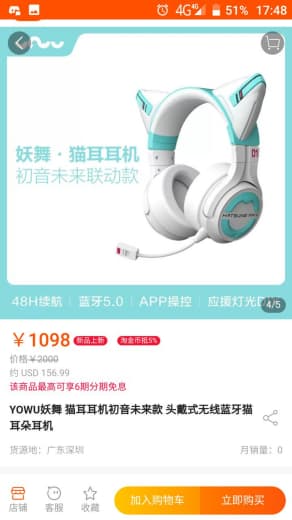 4G 4G 51% 17:48
妖舞·猫耳耳机
初音未来联动款
01
HATSUNE MIKU
48H续航 | 蓝牙5.0 | APP操控 | 应援灯光
4/5
￥1098 新品上新 淘金币抵5%
价格￥2000
约 USD 156.99
该商品最高可享6期分期免息
YOWU妖舞 猫耳耳机初音未来款 头戴式无线蓝牙猫
耳朵耳机
货源地：广东深圳 月销量：0
店铺 客服 收藏 加入购物车 立即购买